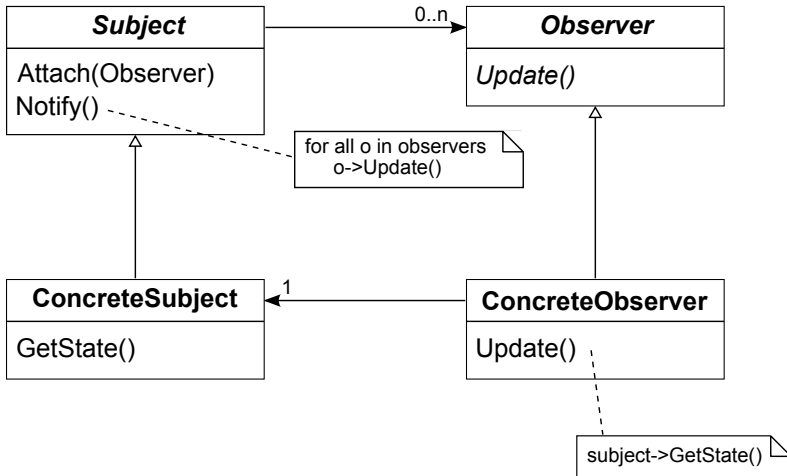 Subject
0..n
Observer
Attach(Observer)
Notify()
Update()
for all o in observers
o->Update()
ConcreteSubject
1
ConcreteObserver
GetState()
Update()
subject->GetState()